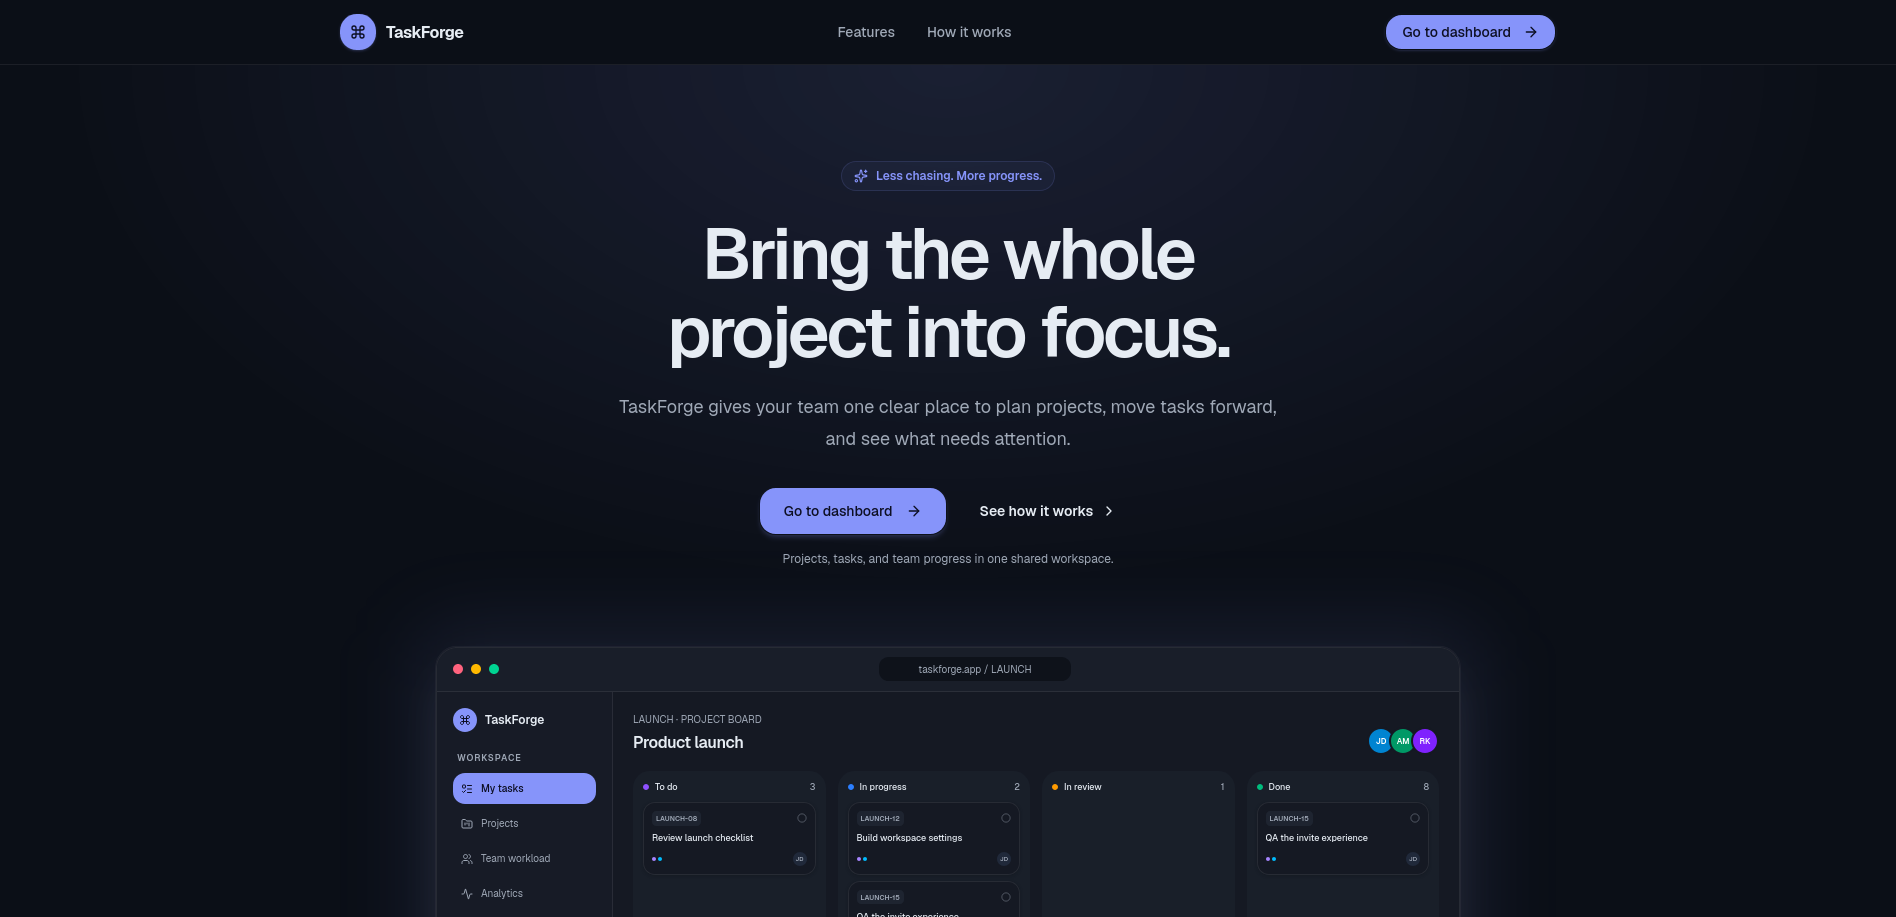 TaskForge
Features
How it works
Go to dashboard
Less chasing. More progress.
Bring the whole
project into focus.
TaskForge gives your team one clear place to plan projects, move tasks forward,
and see what needs attention.
Go to dashboard
See how it works
Projects, tasks, and team progress in one shared workspace.
taskforge.app / LAUNCH
TaskForge
WORKSPACE
My tasks
Projects
Team workload
Analytics
LAUNCH · PROJECT BOARD
Product launch
JD
AM
RK
To do
3
LAUNCH-08
Review launch checklist
JD
In progress
2
LAUNCH-12
Build workspace settings
JD
LAUNCH-15
QA the invite experience
In review
1
Done
8
LAUNCH-15
QA the invite experience
JD